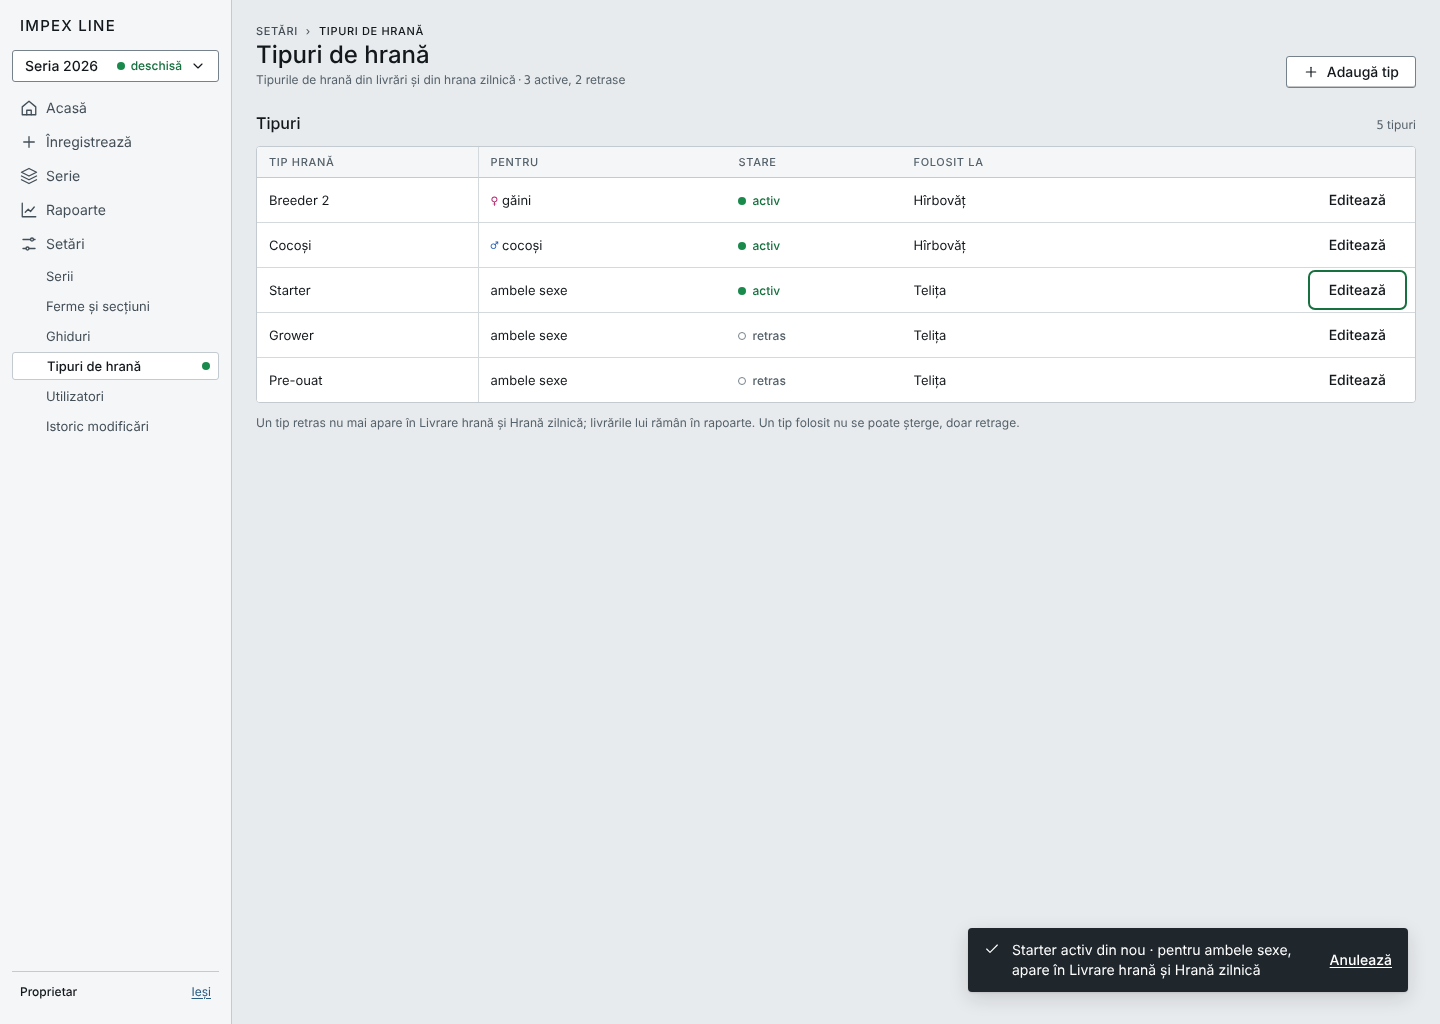 IMPEX LINE
Seria 2026 deschisă
Acasă
Înregistrează
Serie
Rapoarte
Setări
Serii
Ferme și secțiuni
Ghiduri
Tipuri de hrană
Utilizatori
Istoric modificări
Proprietar Ieși
SETĂRI › TIPURI DE HRANĂ
Tipuri de hrană
Tipurile de hrană din livrări și din hrana zilnică · 3 active, 2 retrase
Adaugă tip
Tipuri
5 tipuri
TIP HRANĂ PENTRU STARE FOLOSIT LA
Breeder 2 ♀ găini activ Hîrbovăț Editează
Cocoși ♂ cocoși activ Hîrbovăț Editează
Starter ambele sexe activ Telița Editează
Grower ambele sexe retras Telița Editează
Pre-ouat ambele sexe retras Telița Editează
Un tip retras nu mai apare în Livrare hrană și Hrană zilnică; livrările lui rămân în rapoarte. Un tip folosit nu se poate șterge, doar retrage.
Starter activ din nou · pentru ambele sexe,
apare în Livrare hrană și Hrană zilnică
Anulează